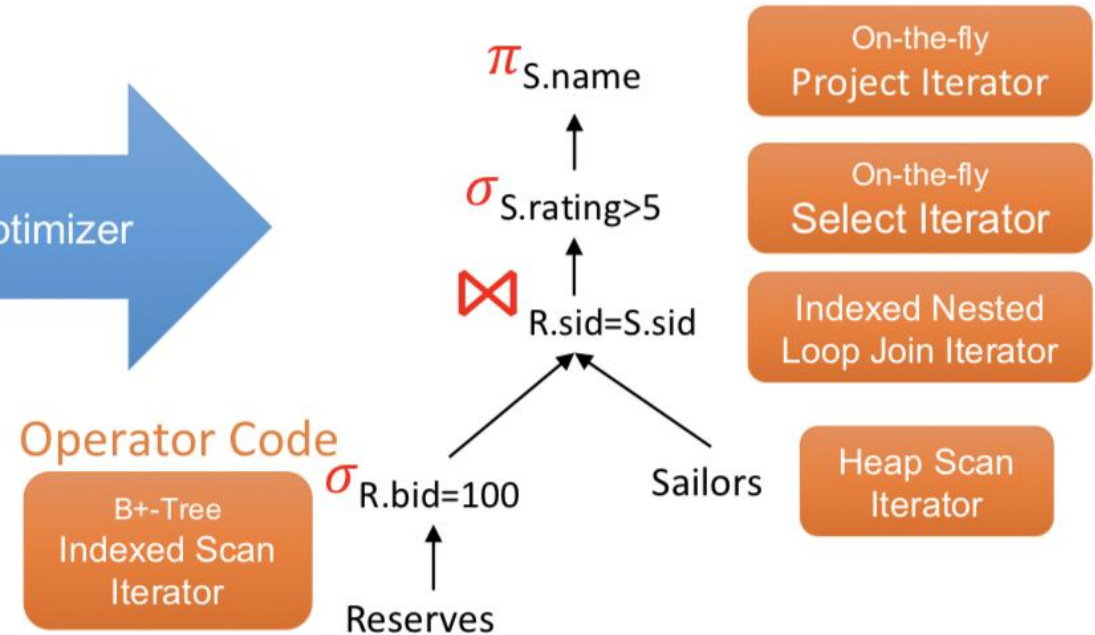 π S.name
On-the-fly
Project Iterator
σ S.rating>5
On-the-fly
Select Iterator
⋈ R.sid=S.sid
Indexed Nested
Loop Join Iterator
Operator Code
B+-Tree
Indexed Scan
Iterator
σ R.bid=100
Reserves
Sailors
Heap Scan
Iterator